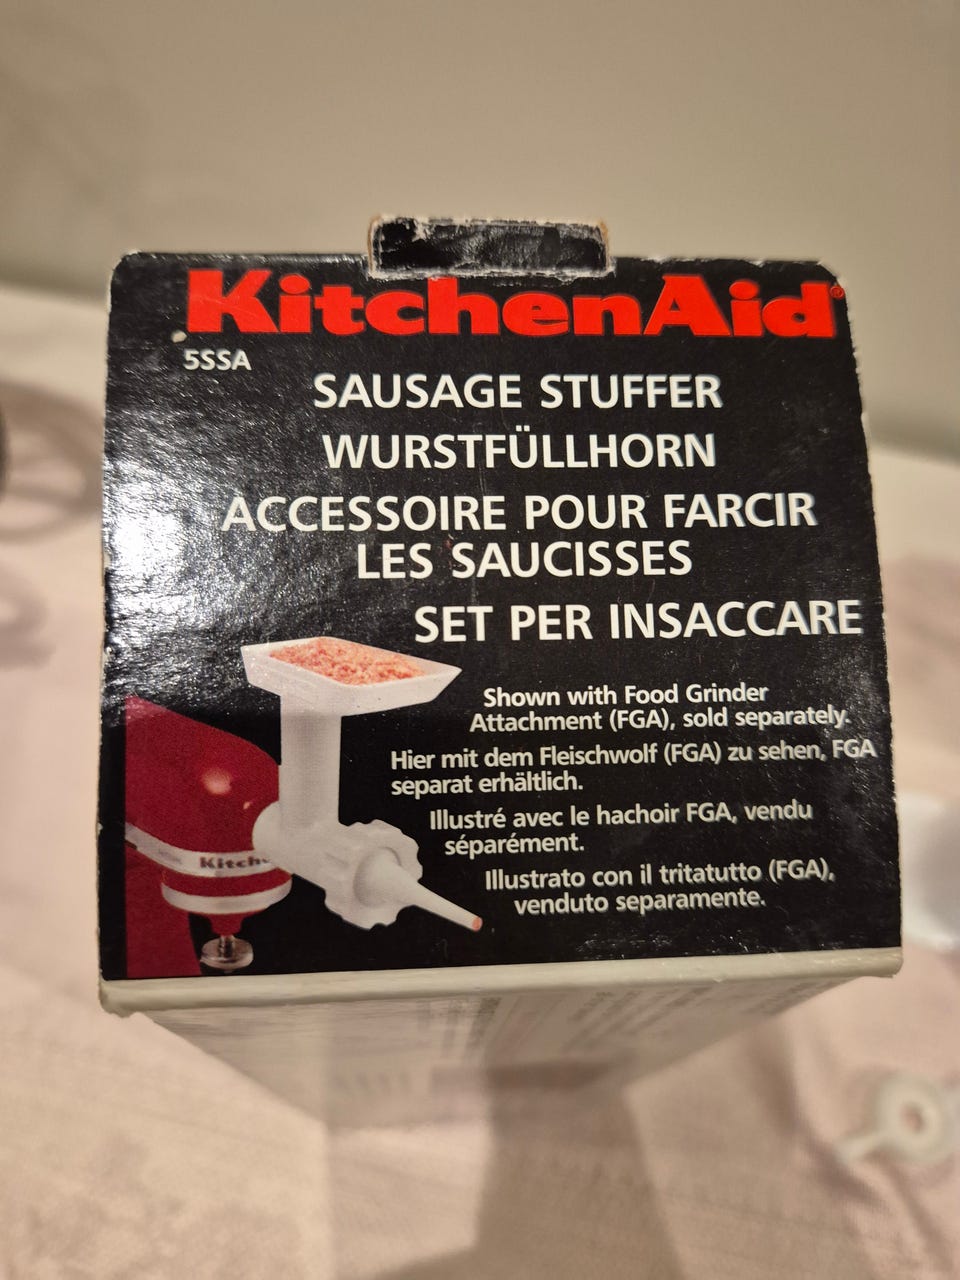 KitchenAid®
5SSA
SAUSAGE STUFFER
WURSTFÜLLHORN
ACCESSOIRE POUR FARCIR
LES SAUCISSES
SET PER INSACCARE
Shown with Food Grinder
Attachment (FGA), sold separately.
Hier mit dem Fleischwolf (FGA) zu sehen, FGA
separat erhältlich.
Illustré avec le hachoir FGA, vendu
séparément.
Illustrato con il tritatutto (FGA),
venduto separamente.
Kitche